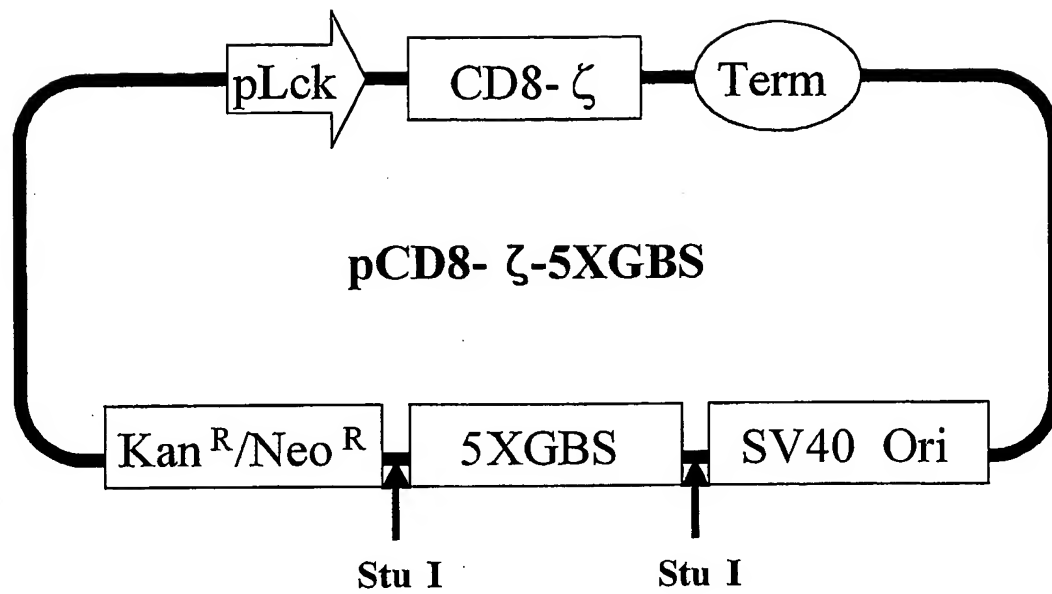 pLck
CD8- ζ
Term
pCD8- ζ-5XGBS
Kan R/Neo R
5XGBS
SV40 Ori
Stu I
Stu I